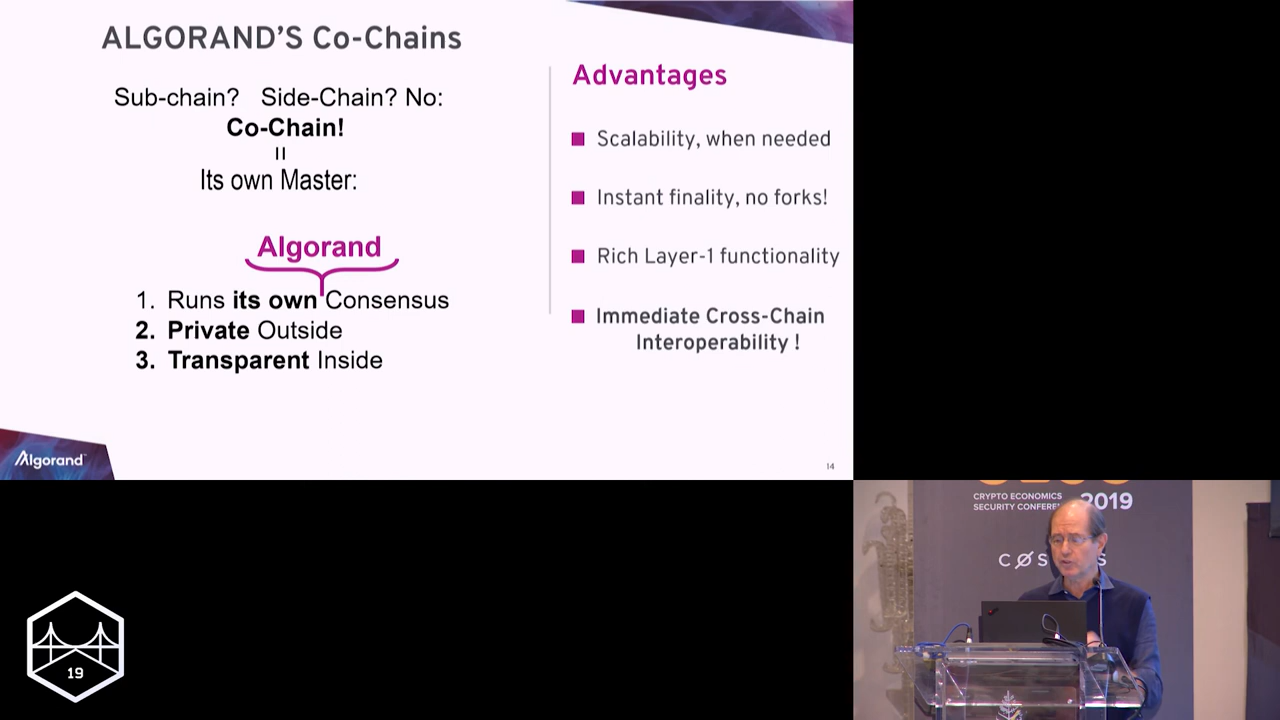 ALGORAND'S Co-Chains
Sub-chain? Side-Chain? No:
Co-Chain!
=
Its own Master:
Algorand
1. Runs its own Consensus
2. Private Outside
3. Transparent Inside
Advantages
Scalability, when needed
Instant finality, no forks!
Rich Layer-1 functionality
Immediate Cross-Chain
Interoperability !
Algorand
14
CRYPTO ECONOMICS
2019
19